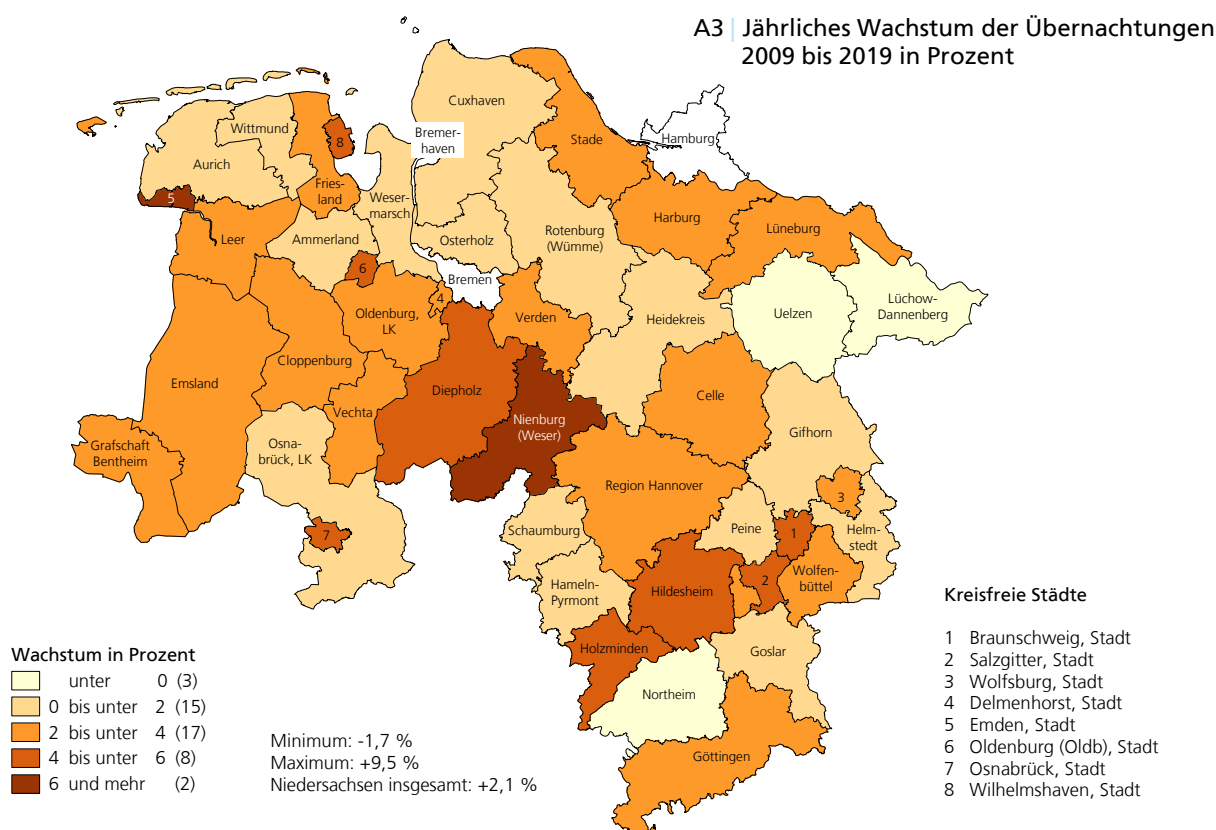 A3 | Jährliches Wachstum der Übernachtungen
2009 bis 2019 in Prozent
Cuxhaven
Wittmund
Bremer-
haven
Stade
Hamburg
8
Aurich
Fries-
land
Weser-
marsch
5
Leer
Ammerland
Osterholz
Rotenburg
(Wümme)
Harburg
Lüneburg
6
Bremen
4
Oldenburg,
LK
Verden
Heidekreis
Uelzen
Lüchow-
Dannenberg
Emsland
Cloppenburg
Diepholz
Celle
Vechta
Nienburg
(Weser)
Gifhorn
Grafschaft
Bentheim
Osna-
brück, LK
Region Hannover
3
7
Schaumburg
Peine
1
Helm-
stedt
Hameln-
Pyrmont
Hildesheim
2
Wolfen-
büttel
Holzminden
Goslar
Northeim
Göttingen
Wachstum in Prozent
unter 0 (3)
0 bis unter 2 (15)
2 bis unter 4 (17)
4 bis unter 6 (8)
6 und mehr (2)
Minimum: -1,7 %
Maximum: +9,5 %
Niedersachsen insgesamt: +2,1 %
Kreisfreie Städte
1 Braunschweig, Stadt
2 Salzgitter, Stadt
3 Wolfsburg, Stadt
4 Delmenhorst, Stadt
5 Emden, Stadt
6 Oldenburg (Oldb), Stadt
7 Osnabrück, Stadt
8 Wilhelmshaven, Stadt